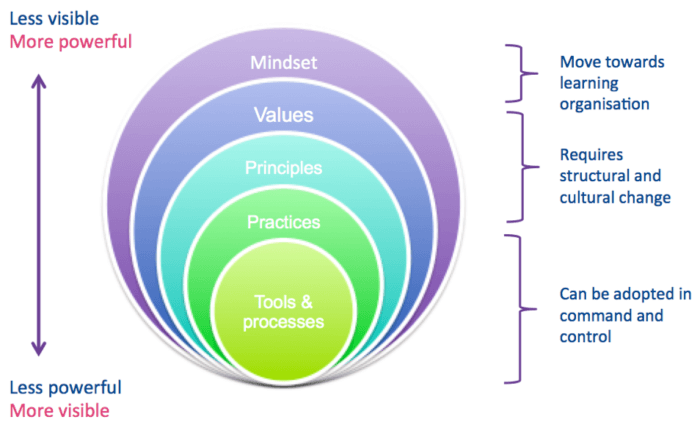 Less visible
More powerful
Mindset
Values
Principles
Practices
Tools &
processes
Move towards
learning
organisation
Requires
structural and
cultural change
Can be adopted in
command and
control
Less powerful
More visible